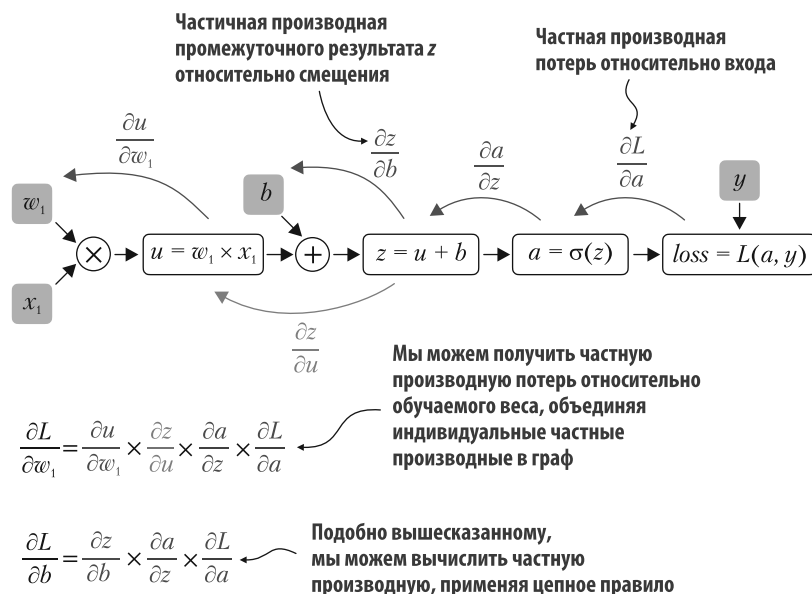 Частичная производная
промежуточного результата z
относительно смещения
Частная производная
потерь относительно входа
∂u/∂w₁
∂z/∂b
∂a/∂z
∂L/∂a
w₁
b
y
×
u = w₁ × x₁
+
z = u + b
a = σ(z)
loss = L(a, y)
x₁
∂z/∂u
Мы можем получить частную
производную потерь относительно
обучаемого веса, объединяя
индивидуальные частные
производные в граф
∂L/∂w₁ = ∂u/∂w₁ × ∂z/∂u × ∂a/∂z × ∂L/∂a
Подобно вышесказанному,
мы можем вычислить частную
производную, применяя цепное правило
∂L/∂b = ∂z/∂b × ∂a/∂z × ∂L/∂a